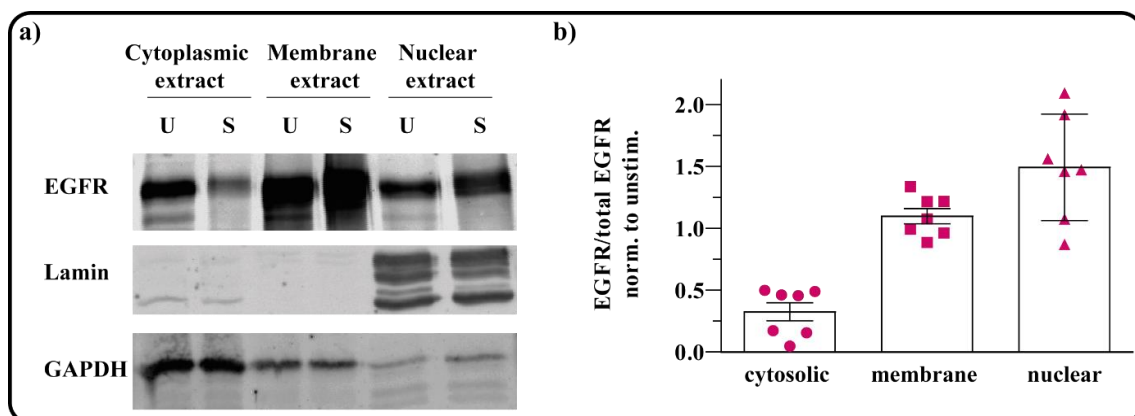 a)
Cytoplasmic Membrane Nuclear
extract extract extract
U S U S U S
EGFR
Lamin
GAPDH
b)
EGFR/total EGFR
norm. to unstim.
2.0
1.5
1.0
0.5
0.0
cytosolic membrane nuclear